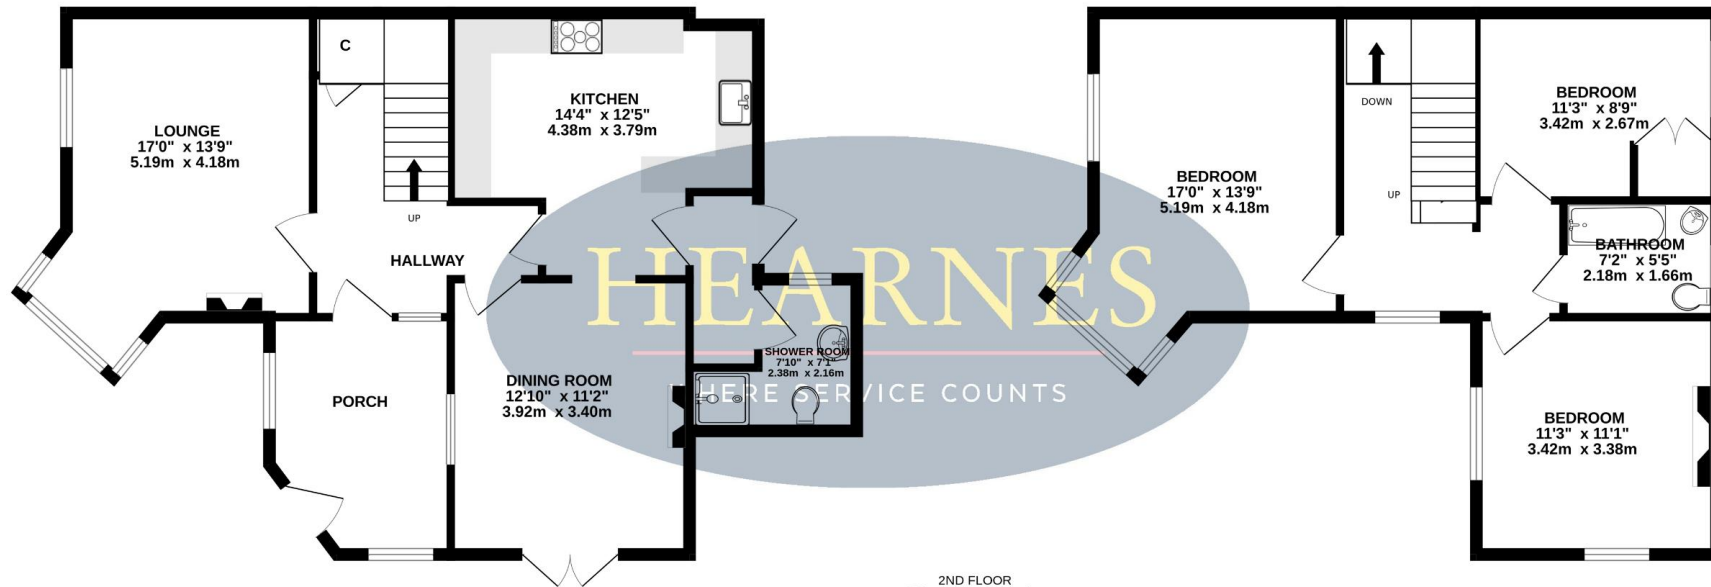 LOUNGE
17'0" x 13'9"
5.19m x 4.18m
C
UP
HALLWAY
KITCHEN
14'4" x 12'5"
4.38m x 3.79m
PORCH
DINING ROOM
12'10" x 11'2"
3.92m x 3.40m
SHOWER ROOM
7'10" x 7'1"
2.38m x 2.16m
HEARNES
WHERE SERVICE COUNTS
BEDROOM
17'0" x 13'9"
5.19m x 4.18m
DOWN
UP
BEDROOM
11'3" x 8'9"
3.42m x 2.67m
BATHROOM
7'2" x 5'5"
2.18m x 1.66m
BEDROOM
11'3" x 11'1"
3.42m x 3.38m
2ND FLOOR